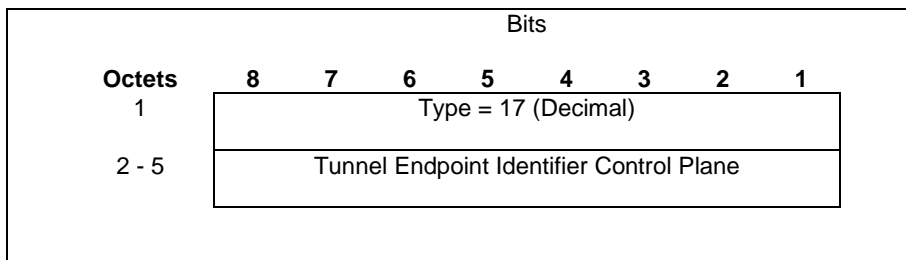 Bits
Octets 8 7 6 5 4 3 2 1
1 Type = 17 (Decimal)
2 - 5 Tunnel Endpoint Identifier Control Plane